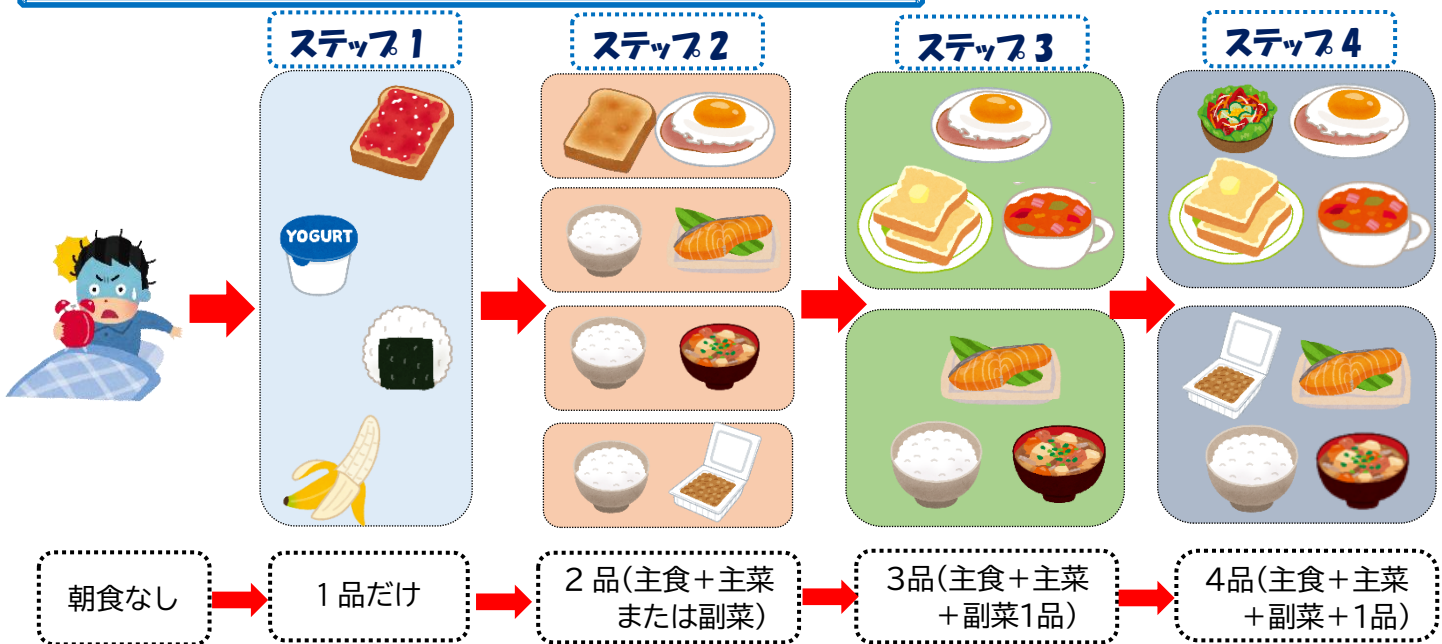 ステップ1
ステップ2
ステップ3
ステップ4
YOGURT
朝食なし
1品だけ
2品(主食+主菜
または副菜)
3品(主食+主菜
+副菜1品)
4品(主食+主菜
+副菜+1品)